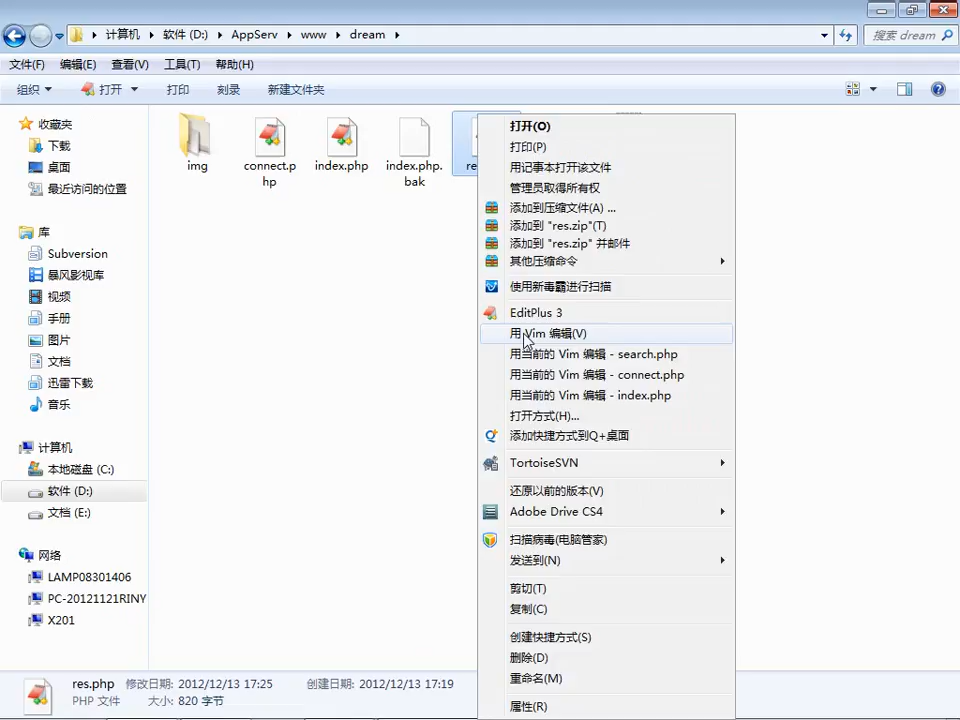 计算机 软件 (D:) AppServ www dream
搜索 dream
文件(F) 编辑(E) 查看(V) 工具(T) 帮助(H)
组织 打开 打印 刻录 新建文件夹
收藏夹
下载
桌面
最近访问的位置
库
Subversion
暴风影视库
视频
手册
图片
文档
迅雷下载
音乐
计算机
本地磁盘 (C:)
软件 (D:)
文档 (E:)
网络
LAMP08301406
PC-20121121RINY
X201
img
connect.p
hp
index.php
index.php.
bak
re
打开(O)
打印(P)
用记事本打开该文件
管理员取得所有权
添加到压缩文件(A) ...
添加到 "res.zip"(T)
添加到 "res.zip" 并邮件
其他压缩命令
使用新毒霸进行扫描
EditPlus 3
用 Vim 编辑(V)
用当前的 Vim 编辑 - search.php
用当前的 Vim 编辑 - connect.php
用当前的 Vim 编辑 - index.php
打开方式(H)...
添加快捷方式到Q+桌面
TortoiseSVN
还原以前的版本(V)
Adobe Drive CS4
扫描病毒(电脑管家)
发送到(N)
剪切(T)
复制(C)
创建快捷方式(S)
删除(D)
重命名(M)
属性(R)
res.php 修改日期: 2012/12/13 17:25 创建日期: 2012/12/13 17:19
PHP 文件 大小: 820 字节